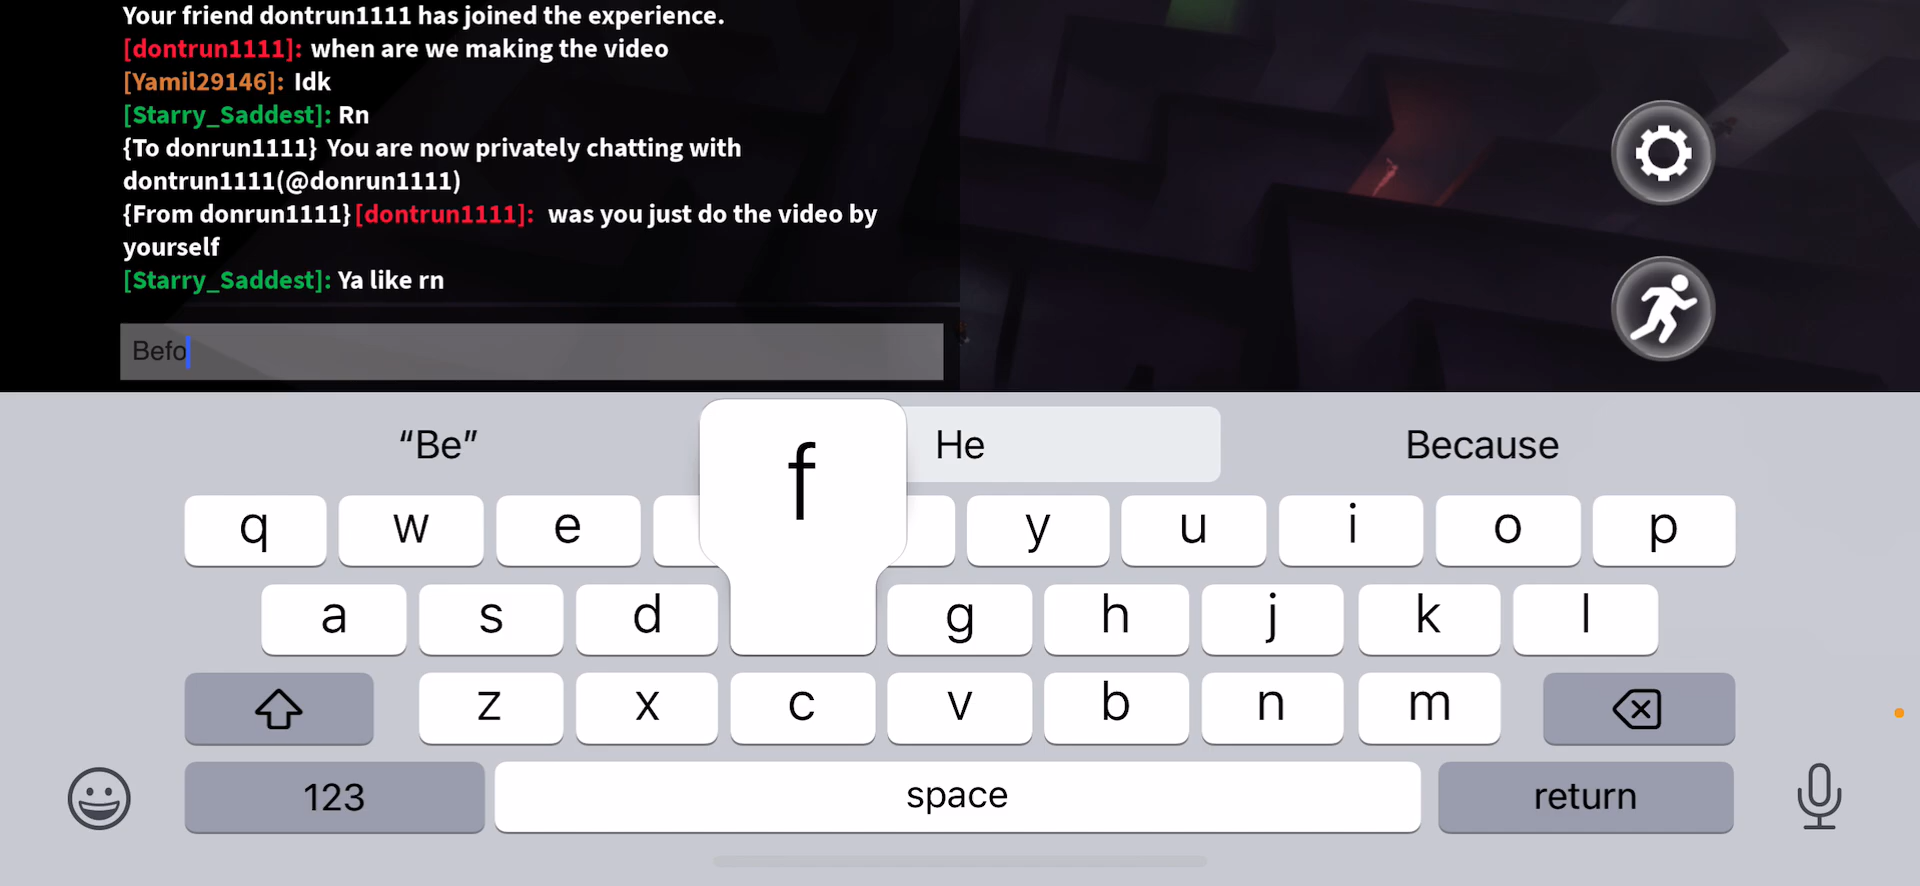 Your friend dontrun1111 has joined the experience.
[dontrun1111]: when are we making the video
[Yamil29146]: Idk
[Starry_Saddest]: Rn
{To donrun1111} You are now privately chatting with
dontrun1111(@donrun1111)
{From donrun1111}[dontrun1111]: was you just do the video by
yourself
[Starry_Saddest]: Ya like rn
Befo
“Be” He Because
f
q w e y u i o p
a s d g h j k l
z x c v b n m
123 space return